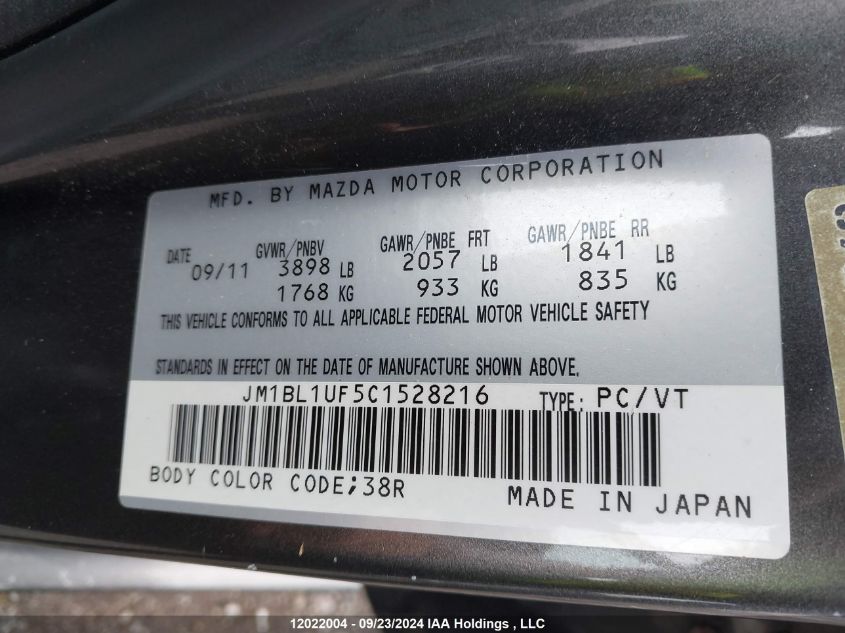 MFD. BY MAZDA MOTOR CORPORATION
DATE GVWR/PNBV GAWR/PNBE FRT GAWR/PNBE RR
09/11 3898 LB 2057 LB 1841 LB
1768 KG 933 KG 835 KG
THIS VEHICLE CONFORMS TO ALL APPLICABLE FEDERAL MOTOR VEHICLE SAFETY
STANDARDS IN EFFECT ON THE DATE OF MANUFACTURE SHOWN ABOVE.
JM1BL1UF5C1528216 TYPE: PC/VT
BODY COLOR CODE;38R
MADE IN JAPAN
12022004 - 09/23/2024 IAA Holdings , LLC